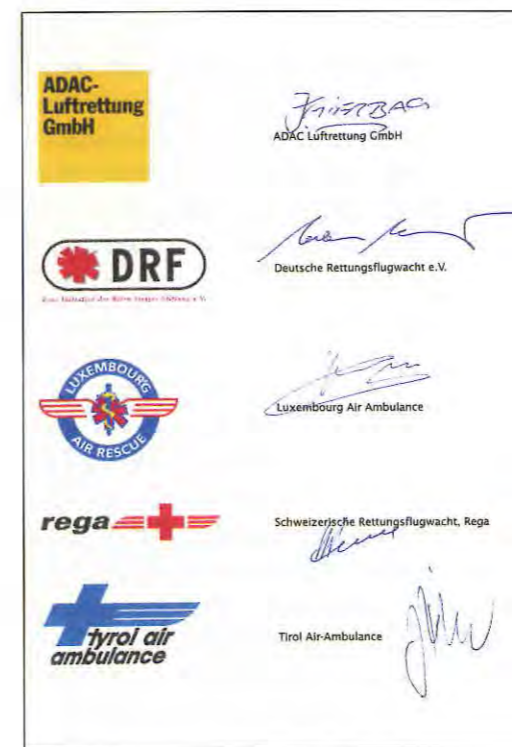 ADAC-
Luftrettung
GmbH
ADAC Luftrettung GmbH
DRF
Deutsche Rettungsflugwacht e.V.
LUXEMBOURG
AIR RESCUE
Luxembourg Air Ambulance
rega
Schweizerische Rettungsflugwacht, Rega
tyrol air
ambulance
Tirol Air-Ambulance